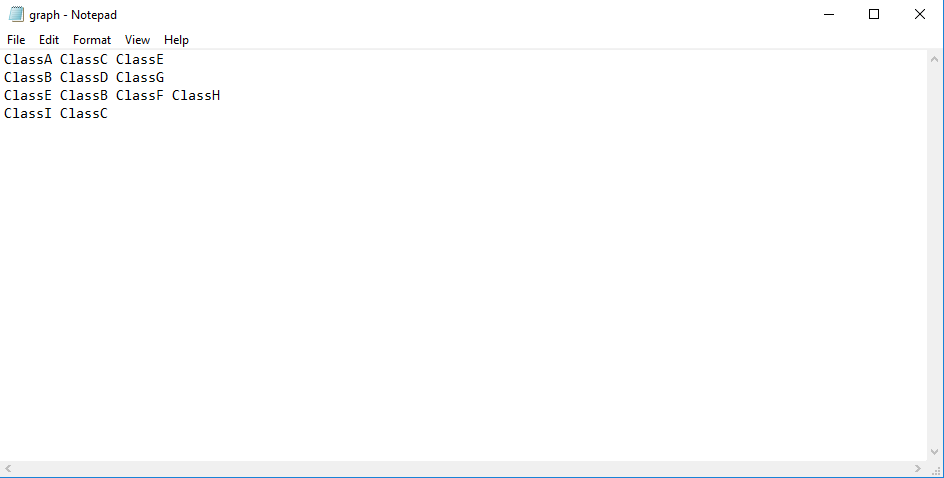 graph - Notepad
File Edit Format View Help
ClassA ClassC ClassE
ClassB ClassD ClassG
ClassE ClassB ClassF ClassH
ClassI ClassC